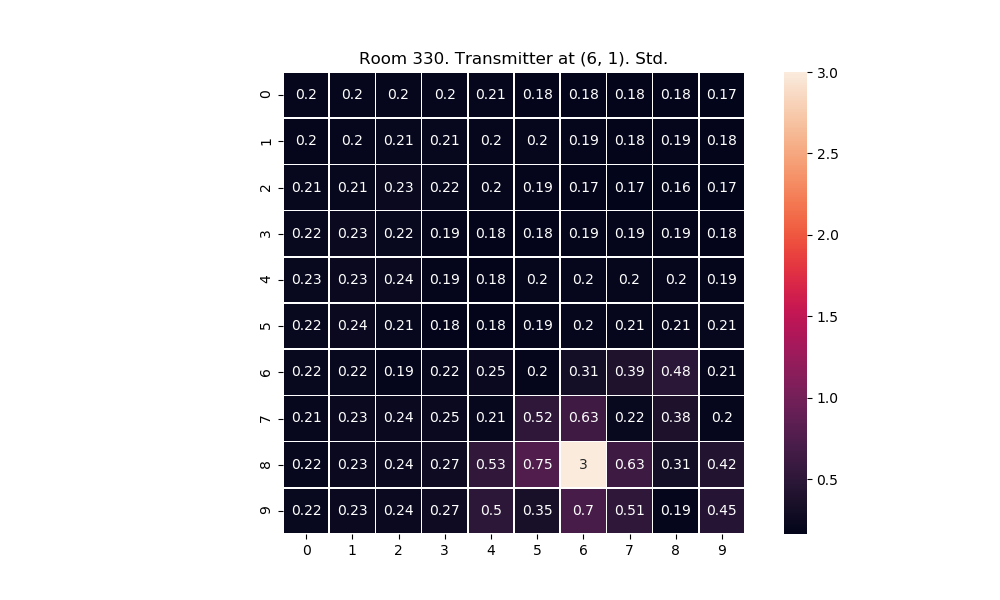 Room 330. Transmitter at (6, 1). Std.
0 0.2 0.2 0.2 0.2 0.21 0.18 0.18 0.18 0.18 0.17
1 0.2 0.2 0.21 0.21 0.2 0.2 0.19 0.18 0.19 0.18
2 0.21 0.21 0.23 0.22 0.2 0.19 0.17 0.17 0.16 0.17
3 0.22 0.23 0.22 0.19 0.18 0.18 0.19 0.19 0.19 0.18
4 0.23 0.23 0.24 0.19 0.18 0.2 0.2 0.2 0.2 0.19
5 0.22 0.24 0.21 0.18 0.18 0.19 0.2 0.21 0.21 0.21
6 0.22 0.22 0.19 0.22 0.25 0.2 0.31 0.39 0.48 0.21
7 0.21 0.23 0.24 0.25 0.21 0.52 0.63 0.22 0.38 0.2
8 0.22 0.23 0.24 0.27 0.53 0.75 3 0.63 0.31 0.42
9 0.22 0.23 0.24 0.27 0.5 0.35 0.7 0.51 0.19 0.45
0 1 2 3 4 5 6 7 8 9
3.0
2.5
2.0
1.5
1.0
0.5